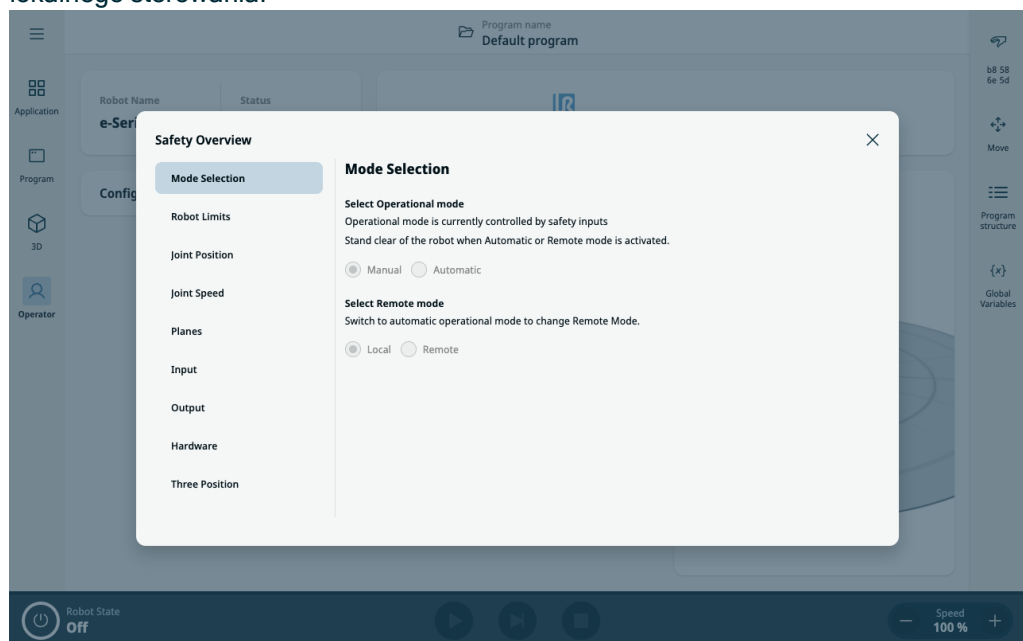 Program name
Default program
b8 58
6e 5d
Application
Robot Name
Status
e-Seri
Safety Overview
Move
Mode Selection
Mode Selection
Program
Config
Select Operational mode
Robot Limits
Operational mode is currently controlled by safety inputs
Program
structure
Stand clear of the robot when Automatic or Remote mode is activated.
3D
Joint Position
Manual
Automatic
{x}
Joint Speed
Global
Variables
Select Remote mode
Operator
Switch to automatic operational mode to change Remote Mode.
Planes
Local
Remote
Input
Output
Hardware
Three Position
Robot State
Off
Speed
100 %